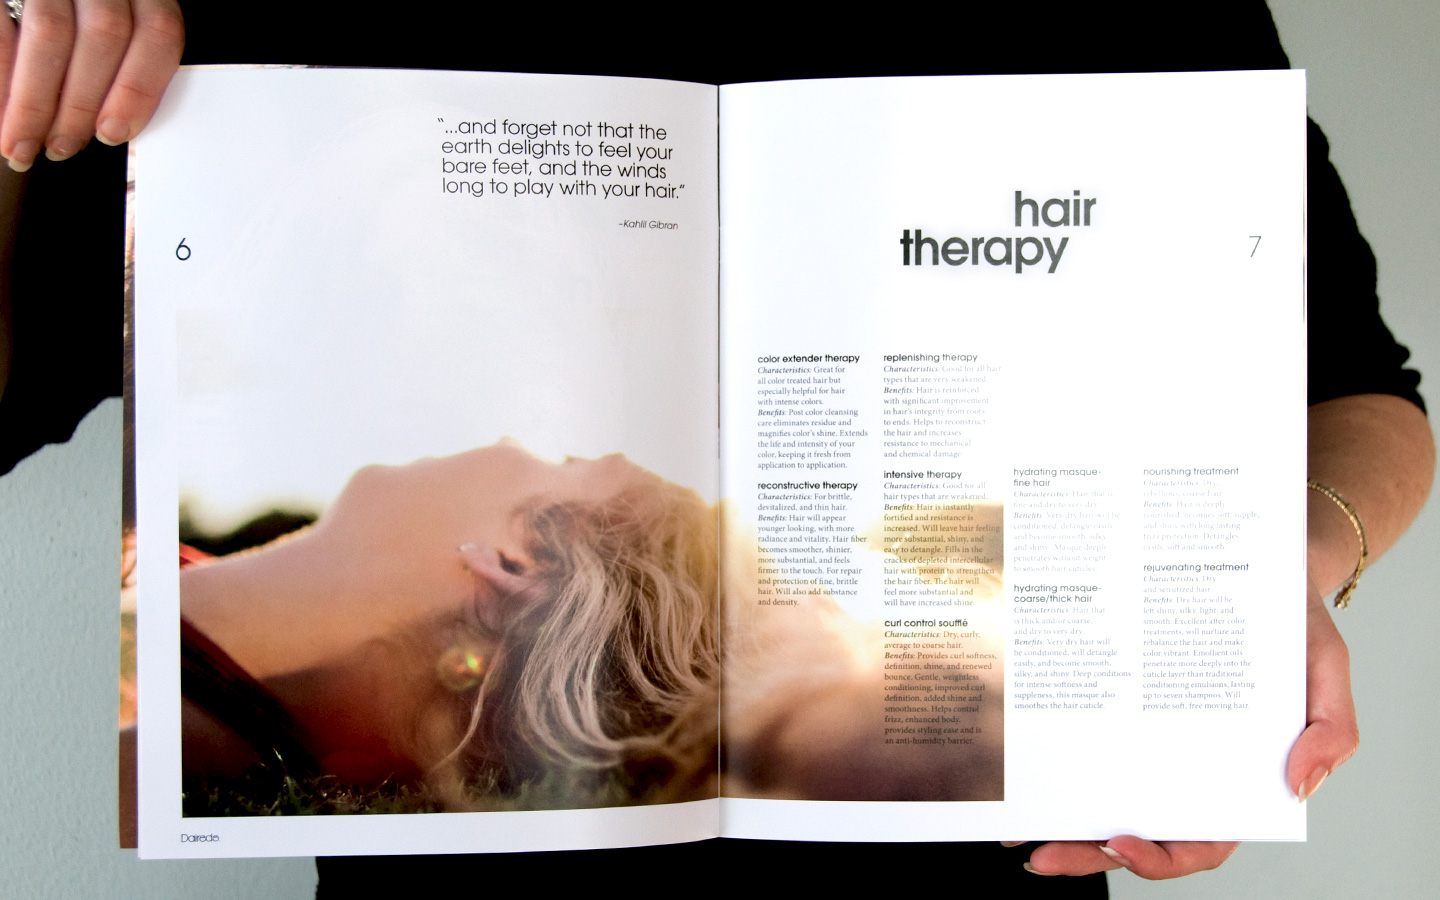 “...and forget not that the
earth delights to feel your
bare feet, and the winds
long to play with your hair.”
–Kahlil Gibran
6
Dairede.
hair
therapy
7
color extender therapy
Characteristics: Great for
all color treated hair but
especially helpful for hair
with intense colors.
Benefits: Post color cleansing
care eliminates residue and
magnifies color's shine. Extends
the life and intensity of your
color, keeping it fresh from
application to application.
reconstructive therapy
Characteristics: For brittle,
devitalized, and thin hair.
Benefits: Hair will appear
younger looking, with more
radiance and vitality. Hair fiber
becomes smoother, shinier,
more substantial, and feels
firmer to the touch. For repair
and protection of fine, brittle
hair. Will also add substance
and density.
replenishing therapy
Characteristics: Good for all hair
types that are very weakened.
Benefits: Hair is reinforced
with significant improvement
in hair's integrity from roots
to ends. Helps to reconstruct
the hair and increases
resistance to mechanical
and chemical damage
intensive therapy
Characteristics: Good for all
hair types that are weakened.
Benefits: Hair is instantly
fortified and resistance is
increased. Will leave hair feeling
more substantial, shiny, and
easy to detangle. Fills in the
cracks of depleted intercellular
hair with protein to strengthen
the hair fiber. The hair will
feel more substantial and
will have increased shine.
curl control soufflé
Characteristics: Dry, curly,
average to coarse hair.
Benefits: Provides curl softness,
definition, shine, and renewed
bounce. Gentle, weightless
conditioning, improved curl
definition, added shine and
smoothness. Helps control
frizz, enhanced body,
provides styling ease and is
an anti-humidity barrier.
hydrating masque-
fine hair
Characteristics: Hair that is
fine and dry to very dry.
Benefits: Very dry hair will be
conditioned, detangle easily
and become smooth, silky,
and shiny. Masque deeply
penetrates without weight
to smooth hair cuticles.
hydrating masque-
coarse/thick hair
Characteristics: Hair that
is thick and/or coarse,
and dry to very dry.
Benefits: Very dry hair will
be conditioned, will detangle
easily, and become smooth,
silky, and shiny. Deep conditions
for intense softness and
suppleness, this masque also
smoothes the hair cuticle.
nourishing treatment
Characteristics: Dry,
rebellious, coarse hair.
Benefits: Hair is deeply
nourished, becomes soft, supple,
and shiny with long lasting
frizz protection. Detangles
easily, soft and smooth.
rejuvenating treatment
Characteristics: Dry
and sensitized hair.
Benefits: Dry hair will be
left shiny, silky, light, and
smooth. Excellent after color
treatments, will nurture and
rebalance the hair and make
color vibrant. Emollient oils
penetrate more deeply into the
cuticle layer than traditional
conditioning emulsions, lasting
up to seven shampoos. Will
provide soft, free moving hair.